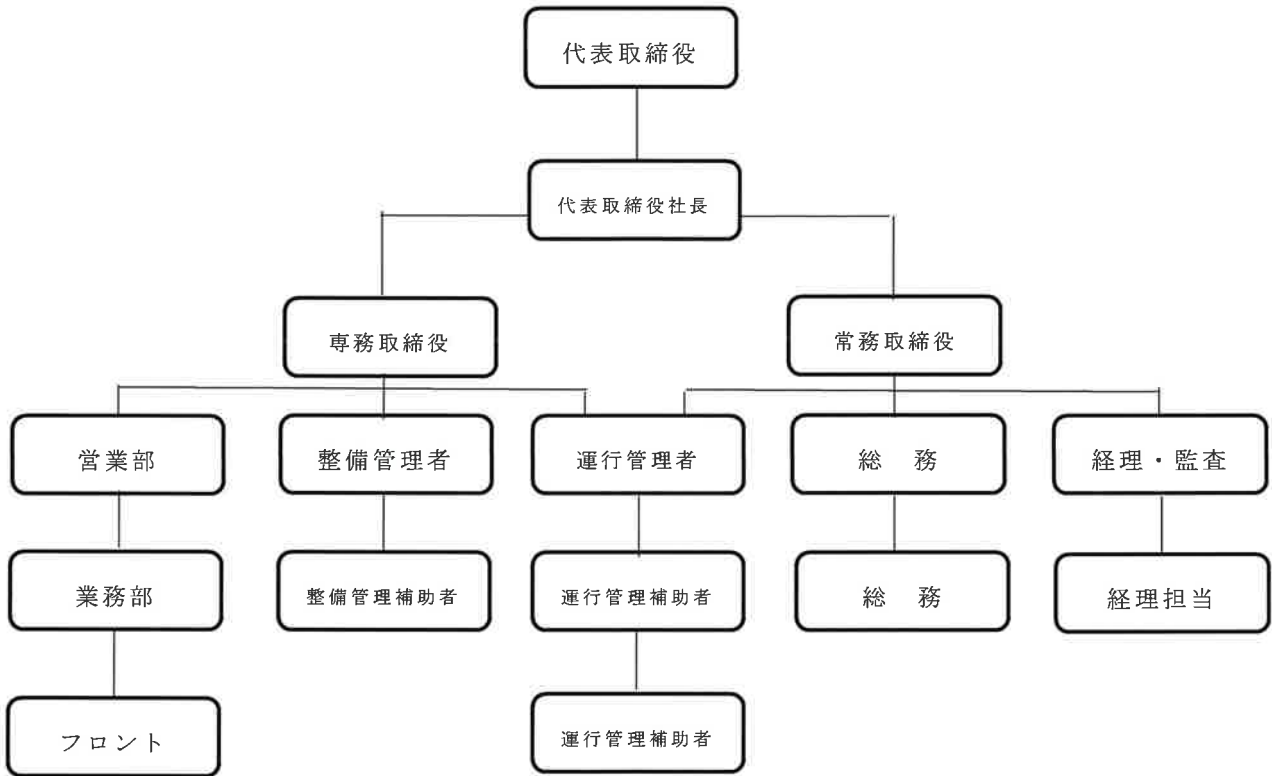 代表取締役
代表取締役社長
専務取締役
常務取締役
営業部
整備管理者
運行管理者
総　務
経理・監査
業務部
整備管理補助者
運行管理補助者
総　務
経理担当
フロント
運行管理補助者